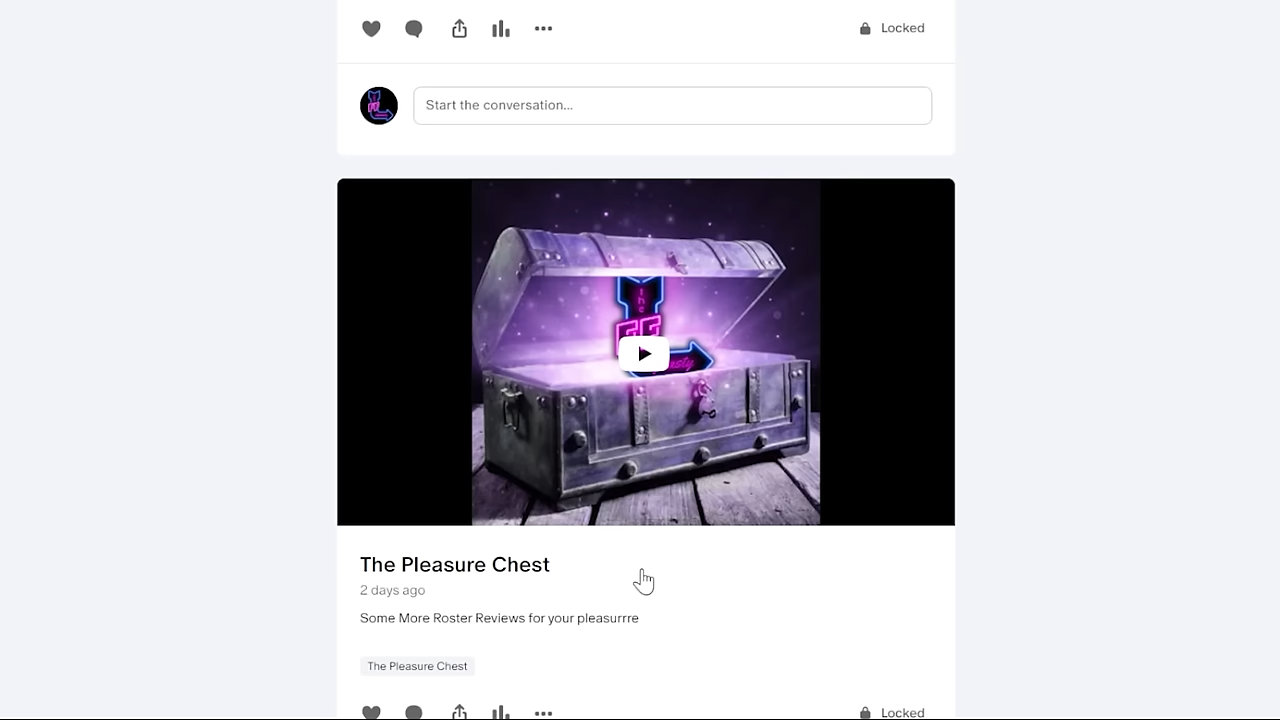 Locked
Start the conversation...
the
The Pleasure Chest
2 days ago
Some More Roster Reviews for your pleasurrre
The Pleasure Chest
Locked